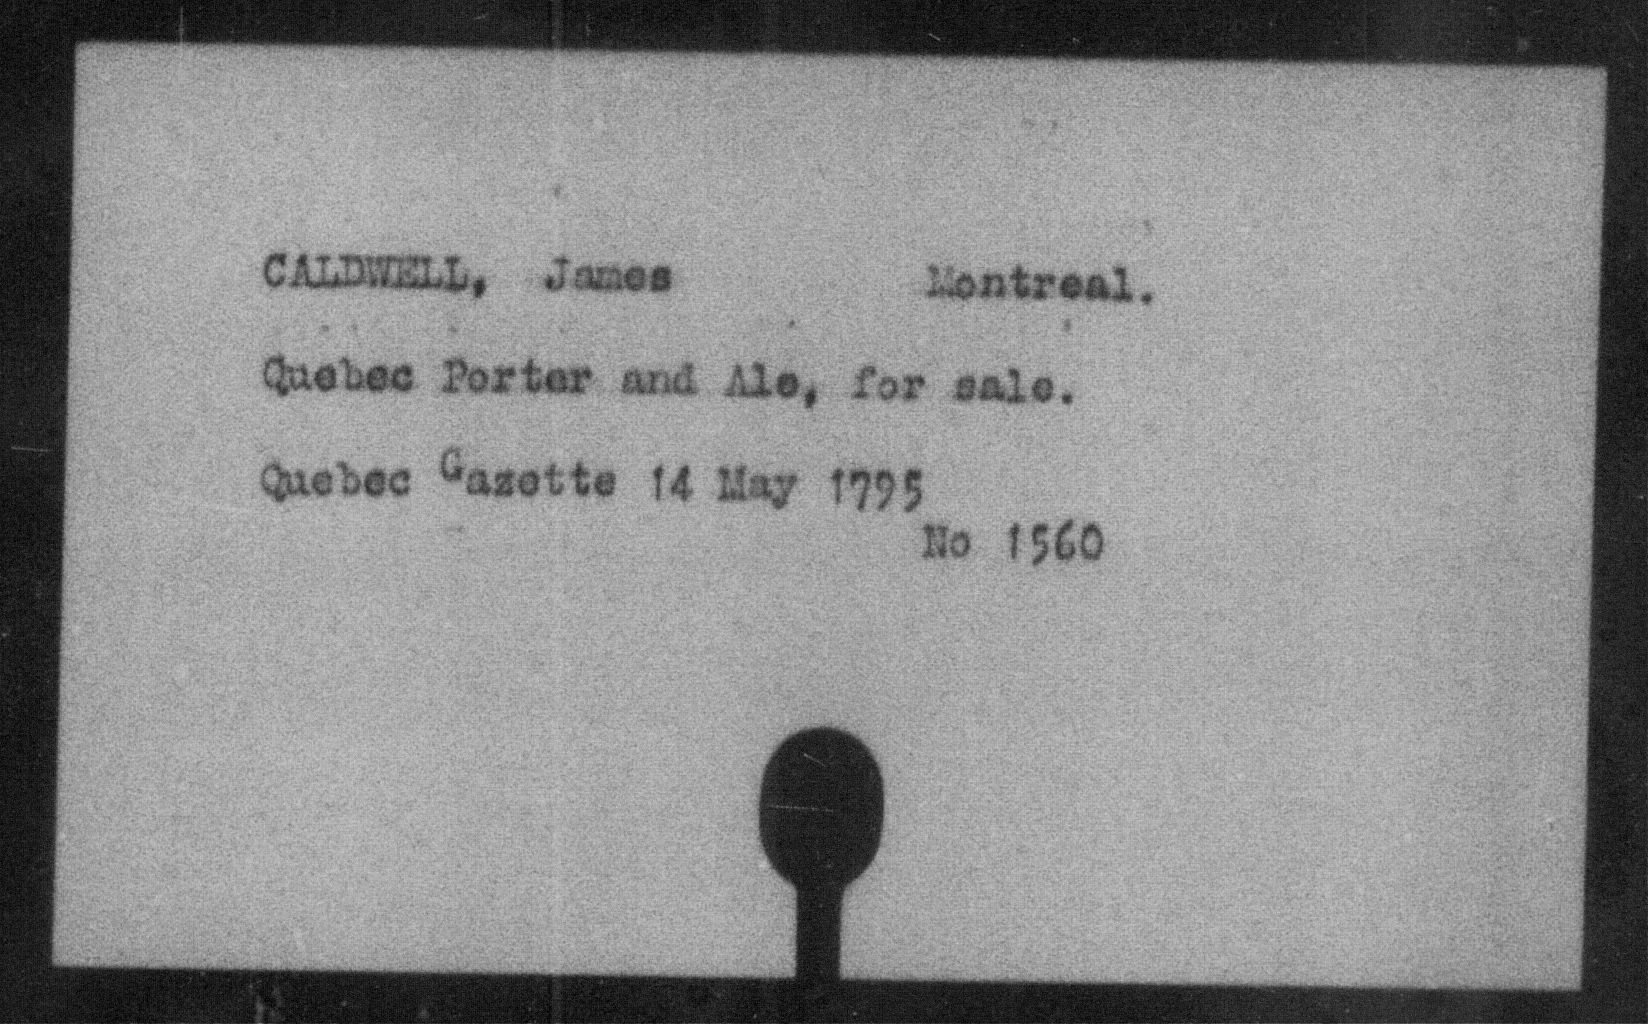 CALDWELL, James Montreal.
Quebec Porter and Ale, for sale.
Quebec Gazette 14 May 1795
No 1560